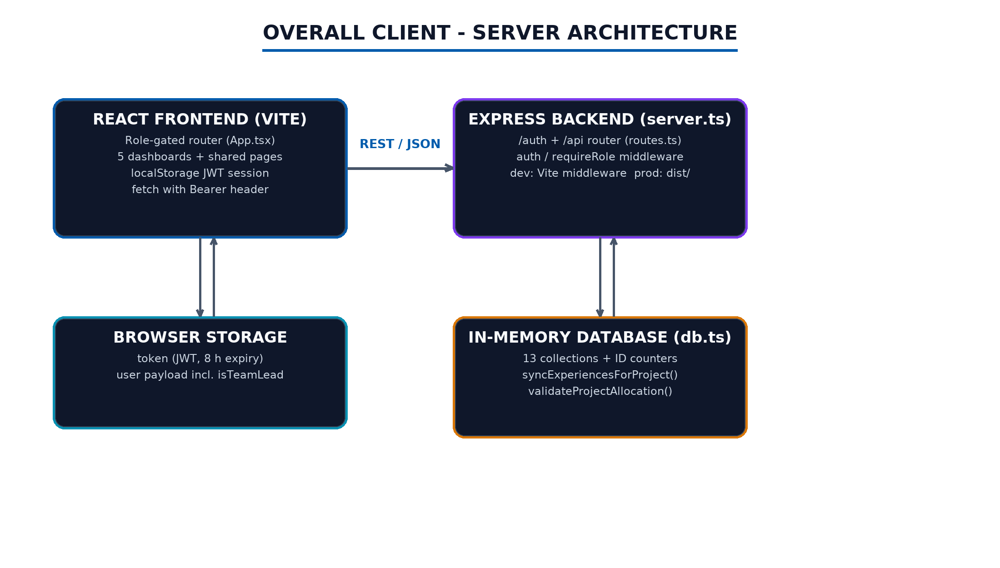 OVERALL CLIENT - SERVER ARCHITECTURE
REACT FRONTEND (VITE)
Role-gated router (App.tsx)
5 dashboards + shared pages
localStorage JWT session
fetch with Bearer header
REST / JSON
EXPRESS BACKEND (server.ts)
/auth + /api router (routes.ts)
auth / requireRole middleware
dev: Vite middleware  prod: dist/
BROWSER STORAGE
token (JWT, 8 h expiry)
user payload incl. isTeamLead
IN-MEMORY DATABASE (db.ts)
13 collections + ID counters
syncExperiencesForProject()
validateProjectAllocation()